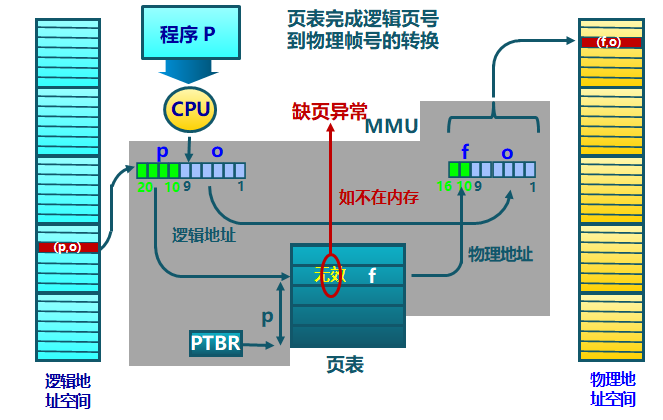 程序 P
页表完成逻辑页号
到物理帧号的转换
(f,o)
CPU
缺页异常
MMU
p
o
f
o
20
10
9
1
16
10
9
1
如不在内存
(p,o)
逻辑地址
物理地址
无效
f
p
PTBR
页表
逻辑地
址空间
物理地
址空间